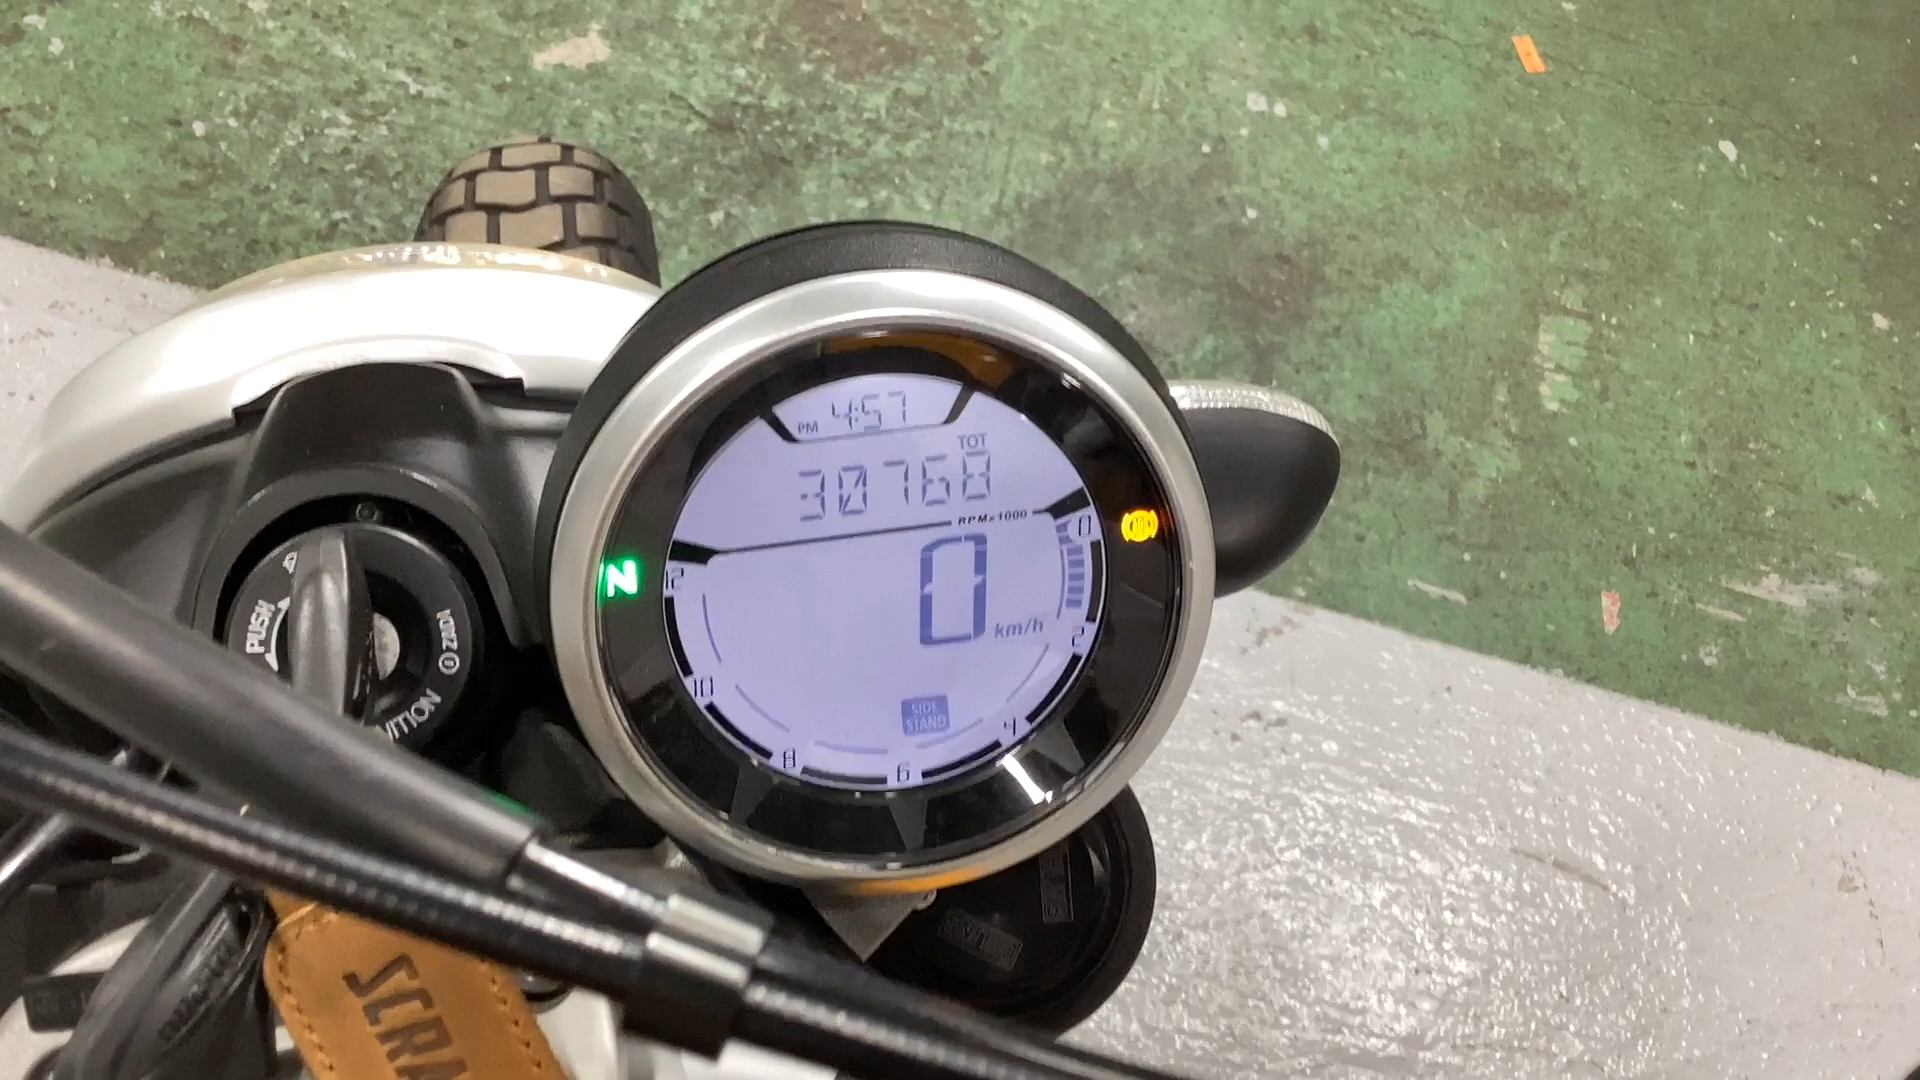 PM 4:57
TOT
30768
RPM×1000
0
N
12
0
km/h
2
10
SIDE
STAND
4
8
6
PUSH
ZADI
SCRA